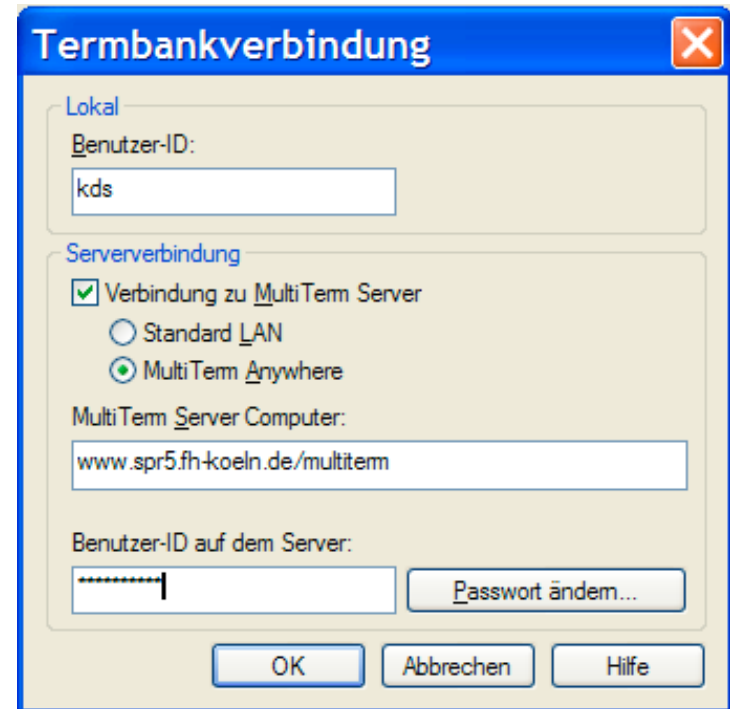 Termbankverbindung
Lokal
Benutzer-ID:
kds
Serververbindung
Verbindung zu MultiTerm Server
Standard LAN
MultiTerm Anywhere
MultiTerm Server Computer:
www.spr5.fh-koeln.de/multiterm
Benutzer-ID auf dem Server:
**********
Passwort ändern...
OK Abbrechen Hilfe